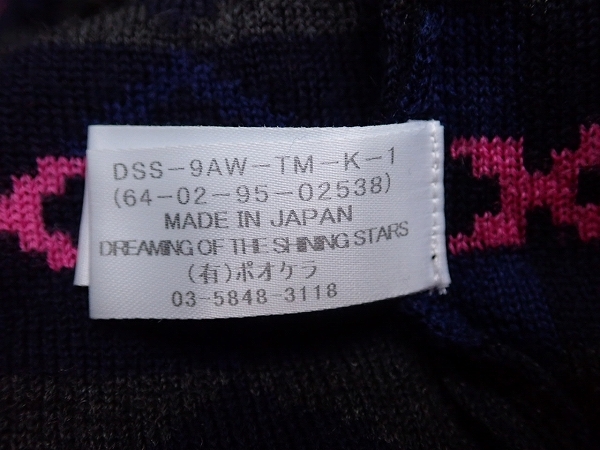 DSS-9AW-TM-K-1
(64-02-95-02538)
MADE IN JAPAN
DREAMING OF THE SHINING STARS
(有)ポオケラ
03-5848-3118